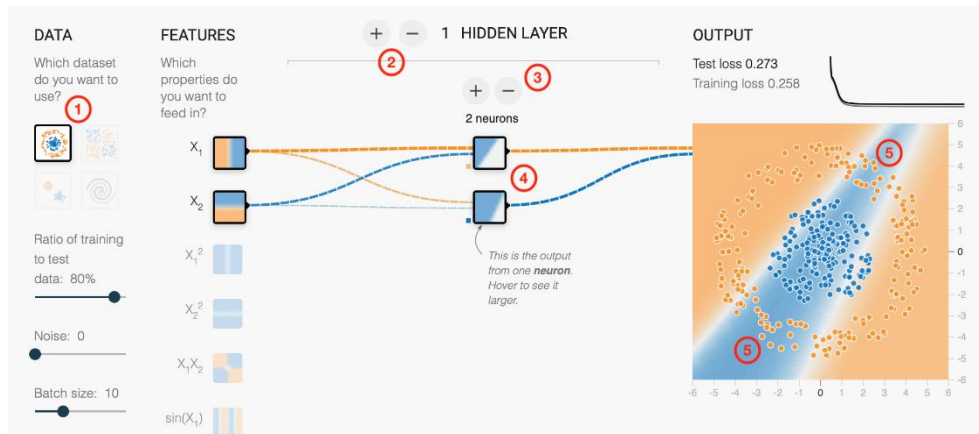 DATA
Which dataset
do you want to
use?
1
Ratio of training
to test
data: 80%
Noise: 0
Batch size: 10
FEATURES
Which
properties do
you want to
feed in?
X₁
X₂
X₁²
X₂²
X₁X₂
sin(X₁)
+ − 1 HIDDEN LAYER
2
3
+ −
2 neurons
4
This is the output
from one neuron.
Hover to see it
larger.
OUTPUT
Test loss 0.273
Training loss 0.258
5
5
6
5
4
3
2
1
0
-1
-2
-3
-4
-5
-6
-6 -5 -4 -3 -2 -1 0 1 2 3 4 5 6